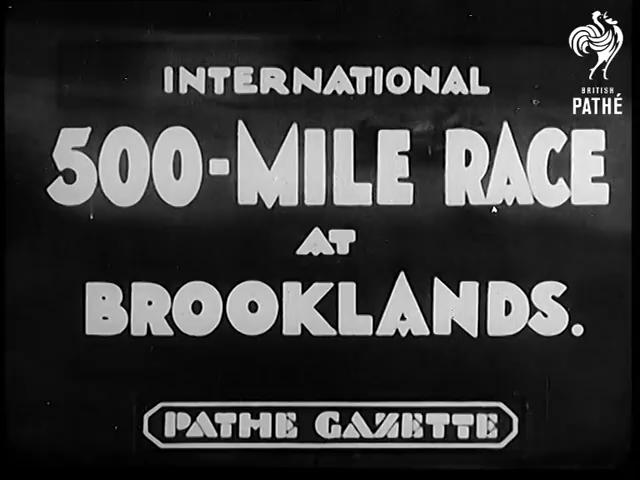 BRITISH
PATHÉ
INTERNATIONAL
500-MILE RACE
AT
BROOKLANDS.
PATHE GAZETTE